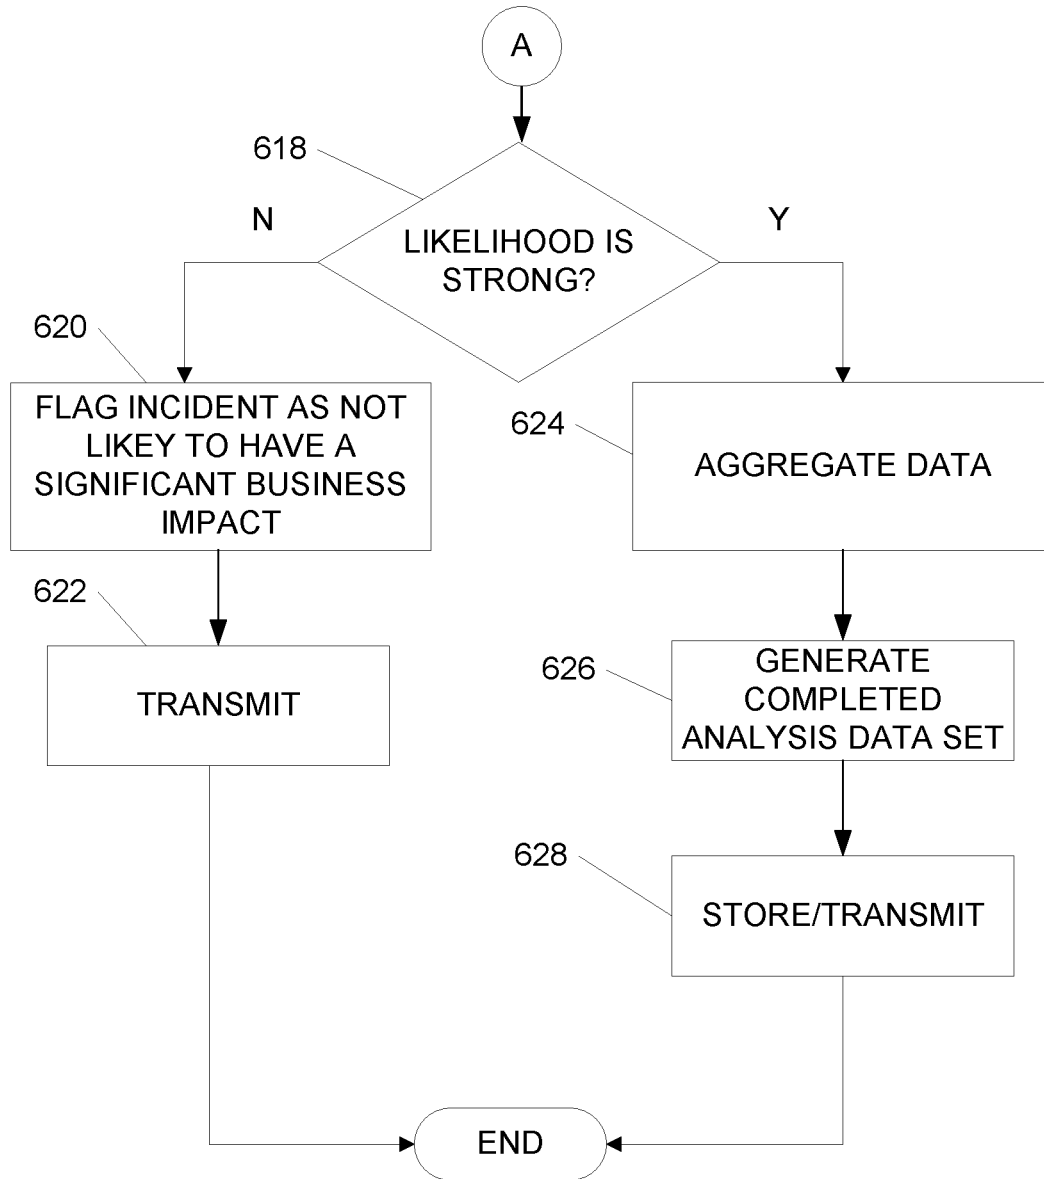 A
618
N
Y
LIKELIHOOD IS
STRONG?
620
FLAG INCIDENT AS NOT
LIKEY TO HAVE A
SIGNIFICANT BUSINESS
IMPACT
624
AGGREGATE DATA
622
TRANSMIT
626
GENERATE
COMPLETED
ANALYSIS DATA SET
628
STORE/TRANSMIT
END